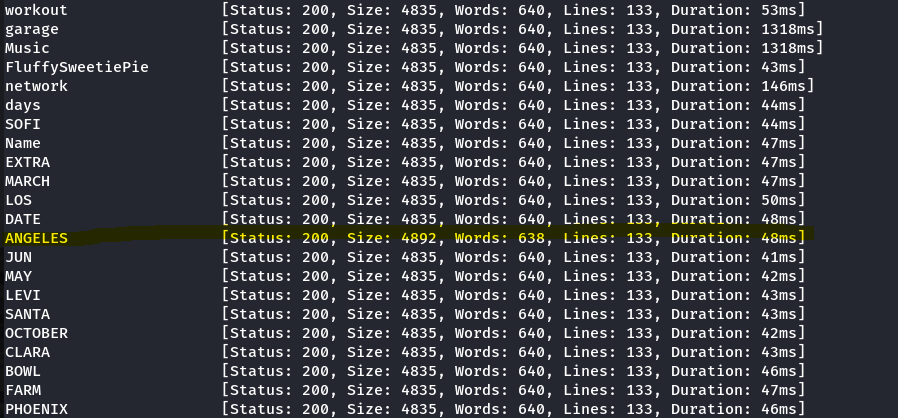 workout [Status: 200, Size: 4835, Words: 640, Lines: 133, Duration: 53ms]
garage [Status: 200, Size: 4835, Words: 640, Lines: 133, Duration: 1318ms]
Music [Status: 200, Size: 4835, Words: 640, Lines: 133, Duration: 1318ms]
FluffySweetiePie [Status: 200, Size: 4835, Words: 640, Lines: 133, Duration: 43ms]
network [Status: 200, Size: 4835, Words: 640, Lines: 133, Duration: 146ms]
days [Status: 200, Size: 4835, Words: 640, Lines: 133, Duration: 44ms]
SOFI [Status: 200, Size: 4835, Words: 640, Lines: 133, Duration: 44ms]
Name [Status: 200, Size: 4835, Words: 640, Lines: 133, Duration: 47ms]
EXTRA [Status: 200, Size: 4835, Words: 640, Lines: 133, Duration: 47ms]
MARCH [Status: 200, Size: 4835, Words: 640, Lines: 133, Duration: 47ms]
LOS [Status: 200, Size: 4835, Words: 640, Lines: 133, Duration: 50ms]
DATE [Status: 200, Size: 4835, Words: 640, Lines: 133, Duration: 48ms]
ANGELES [Status: 200, Size: 4892, Words: 638, Lines: 133, Duration: 48ms]
JUN [Status: 200, Size: 4835, Words: 640, Lines: 133, Duration: 41ms]
MAY [Status: 200, Size: 4835, Words: 640, Lines: 133, Duration: 42ms]
LEVI [Status: 200, Size: 4835, Words: 640, Lines: 133, Duration: 43ms]
SANTA [Status: 200, Size: 4835, Words: 640, Lines: 133, Duration: 43ms]
OCTOBER [Status: 200, Size: 4835, Words: 640, Lines: 133, Duration: 42ms]
CLARA [Status: 200, Size: 4835, Words: 640, Lines: 133, Duration: 43ms]
BOWL [Status: 200, Size: 4835, Words: 640, Lines: 133, Duration: 46ms]
FARM [Status: 200, Size: 4835, Words: 640, Lines: 133, Duration: 47ms]
PHOENIX [Status: 200, Size: 4835, Words: 640, Lines: 133, Duration: 46ms]